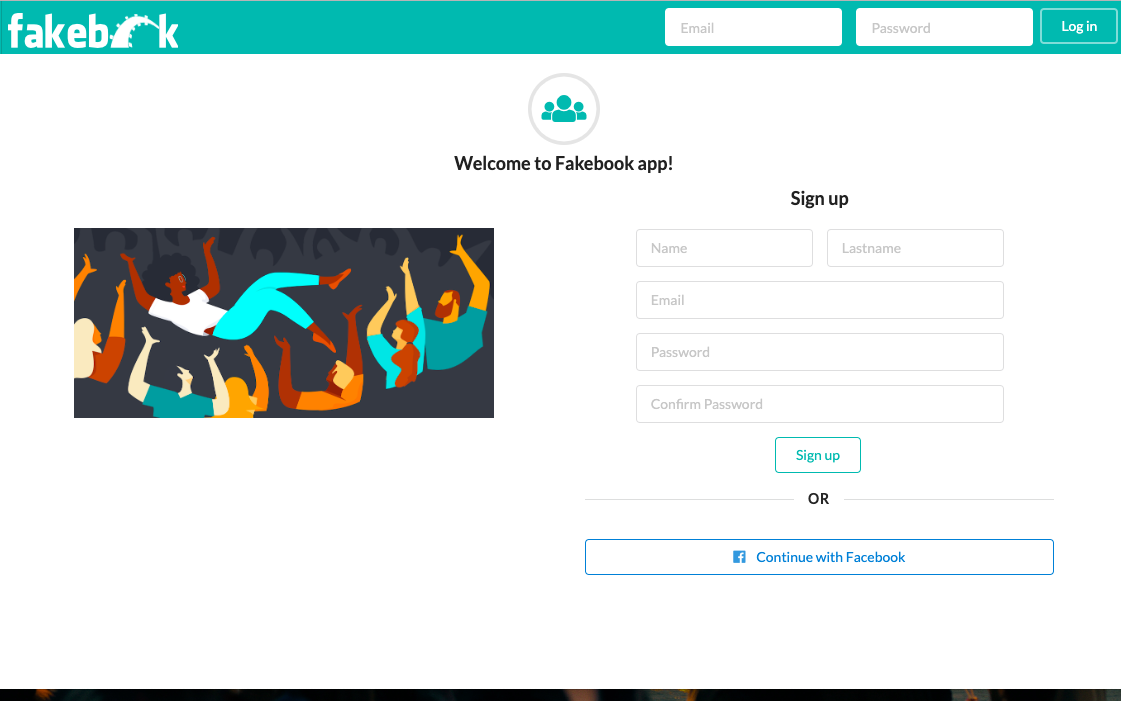 fakebook
Email
Password
Log in
Welcome to Fakebook app!
Sign up
Name
Lastname
Email
Password
Confirm Password
Sign up
OR
Continue with Facebook